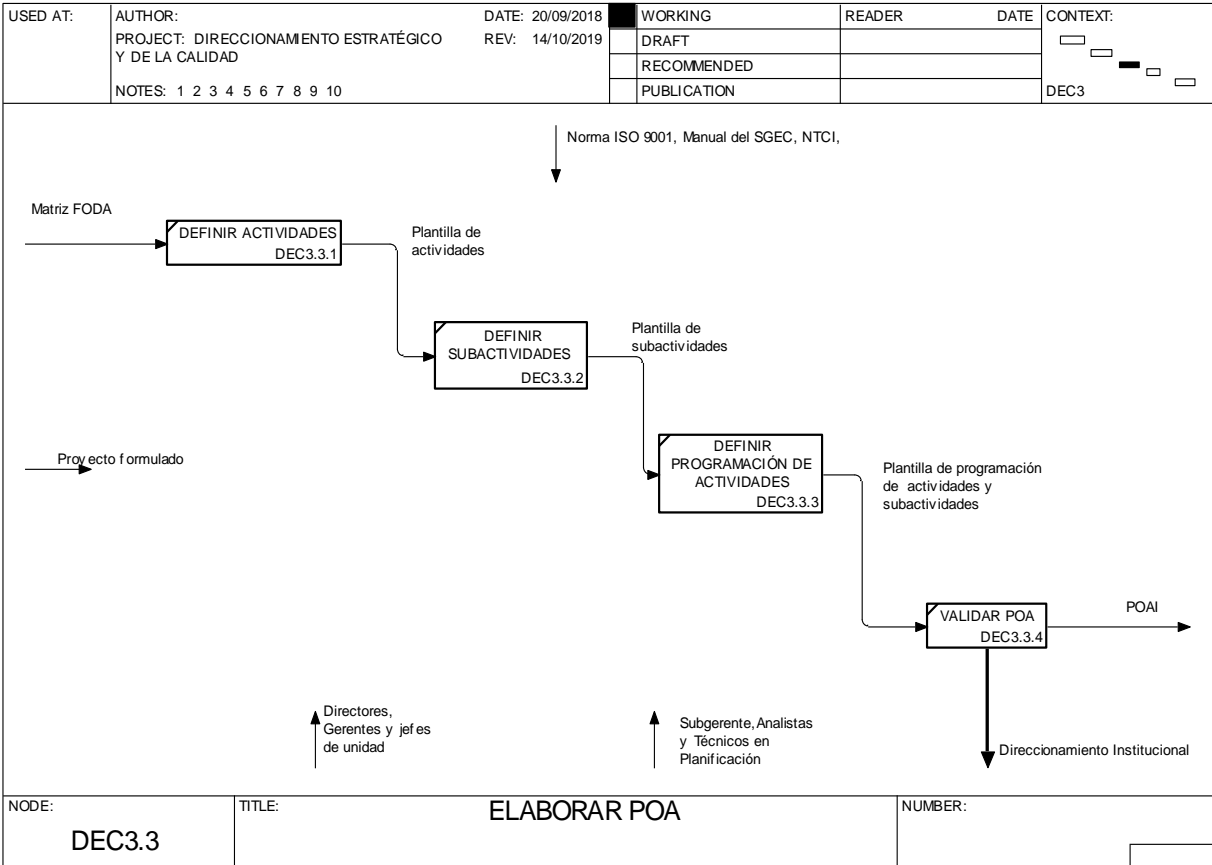 USED AT:
AUTHOR:
DATE: 20/09/2018
PROJECT: DIRECCIONAMIENTO ESTRATÉGICO
Y DE LA CALIDAD
REV: 14/10/2019
NOTES: 1 2 3 4 5 6 7 8 9 10
WORKING
DRAFT
RECOMMENDED
PUBLICATION
READER
DATE
CONTEXT:
DEC3
Norma ISO 9001, Manual del SGEC, NTCI,
Matriz FODA
DEFINIR ACTIVIDADES
DEC3.3.1
Plantilla de
actividades
DEFINIR
SUBACTIVIDADES
DEC3.3.2
Plantilla de
subactividades
Proyecto formulado
DEFINIR
PROGRAMACIÓN DE
ACTIVIDADES
DEC3.3.3
Plantilla de programación
de actividades y
subactividades
VALIDAR POA
DEC3.3.4
POAI
Directores,
Gerentes y jefes
de unidad
Subgerente, Analistas
y Técnicos en
Planificación
Direccionamiento Institucional
NODE:
DEC3.3
TITLE:
ELABORAR POA
NUMBER: